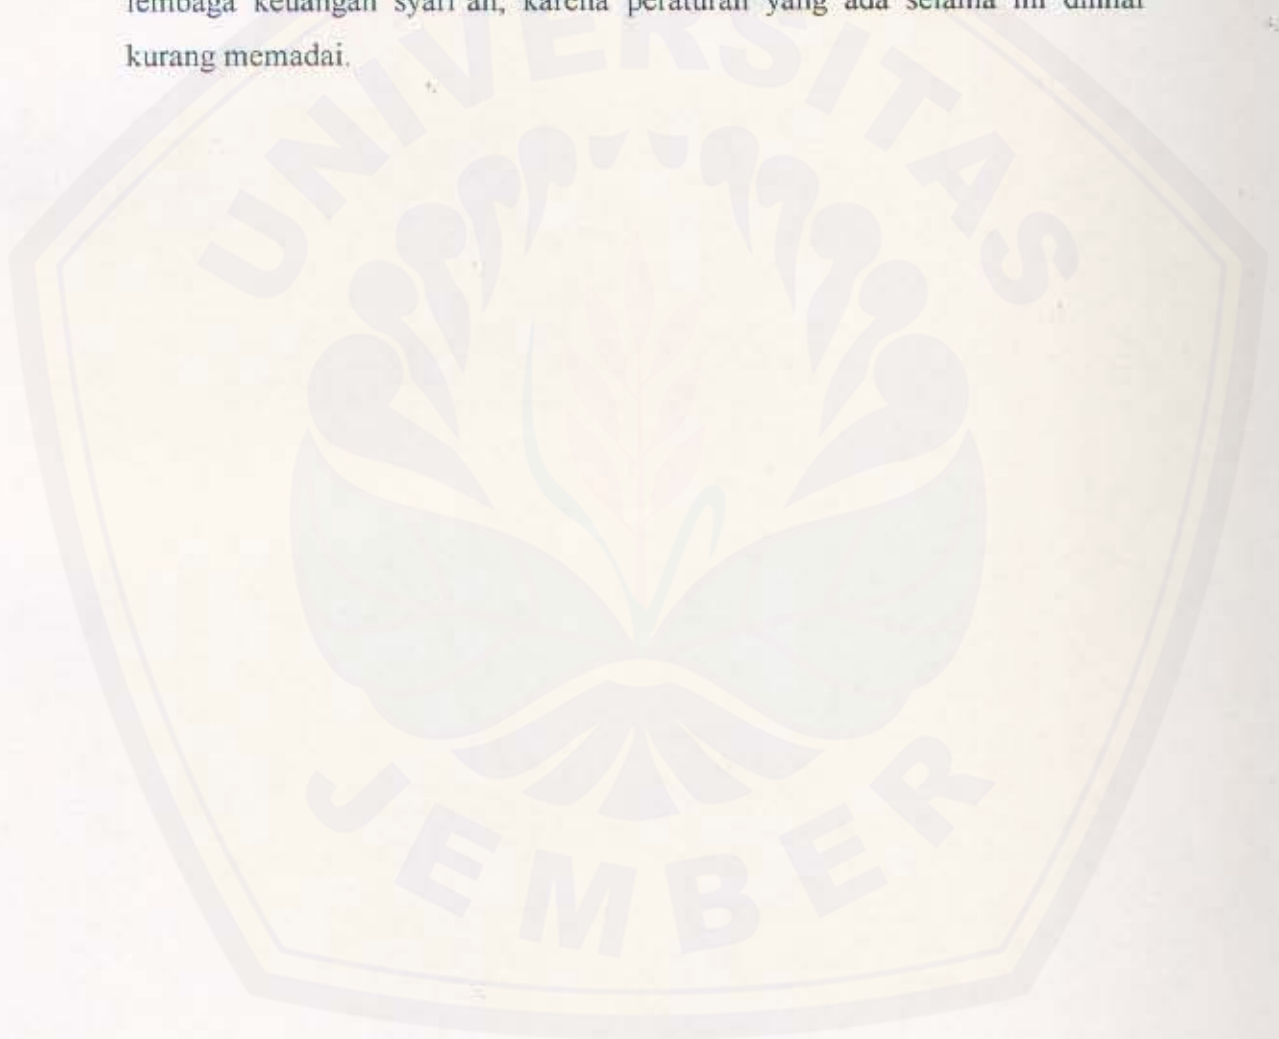 lembaga keuangan syari'ah, karena peraturan yang ada selama ini dinilai
kurang memadai.
UNIVERSITAS
JEMBER